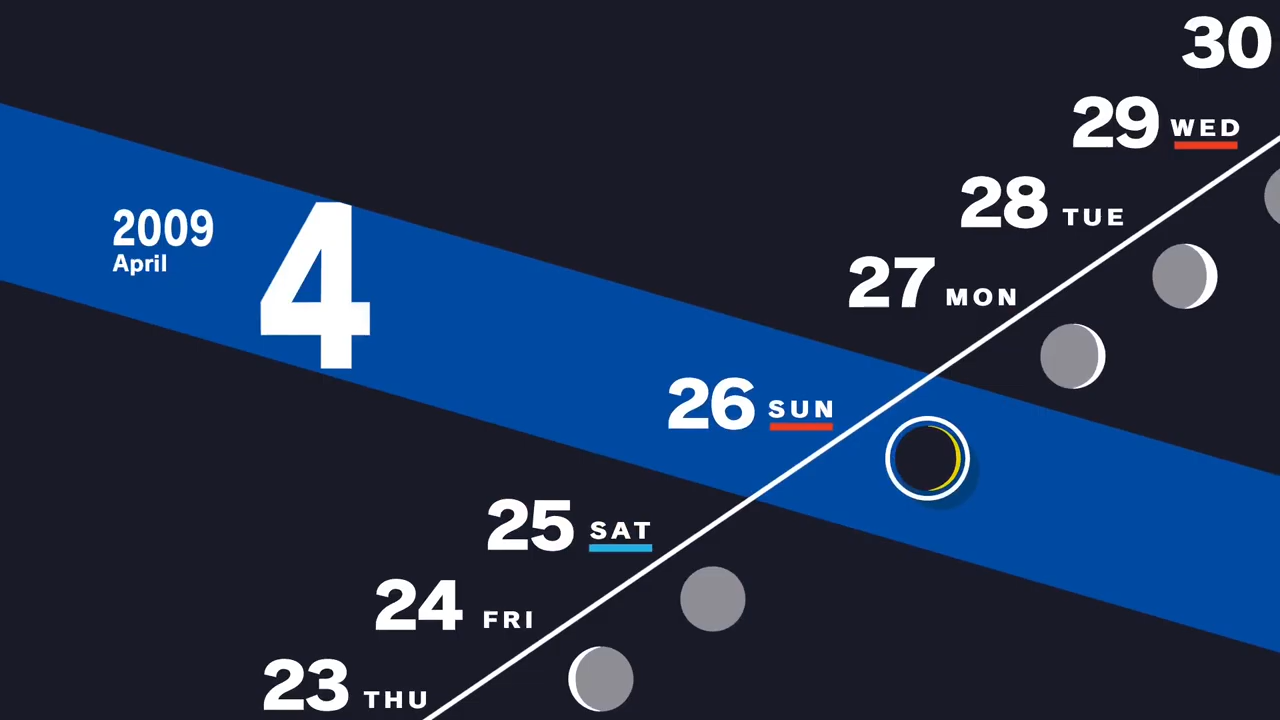 30
29 WED
28 TUE
2009
April
4
27 MON
26 SUN
25 SAT
24 FRI
23 THU